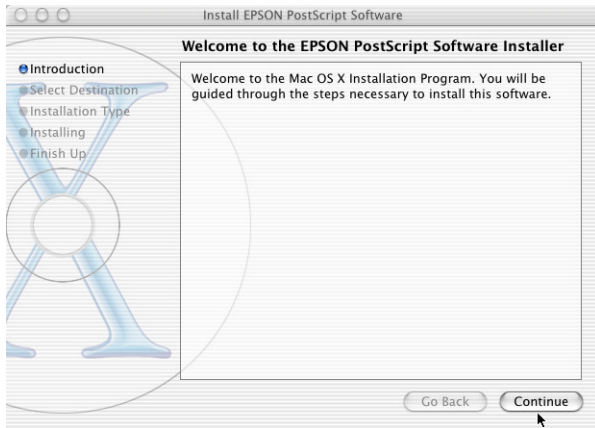 Install EPSON PostScript Software
Welcome to the EPSON PostScript Software Installer
Introduction
Select Destination
Installation Type
Installing
Finish Up
Welcome to the Mac OS X Installation Program. You will be
guided through the steps necessary to install this software.
Go Back
Continue